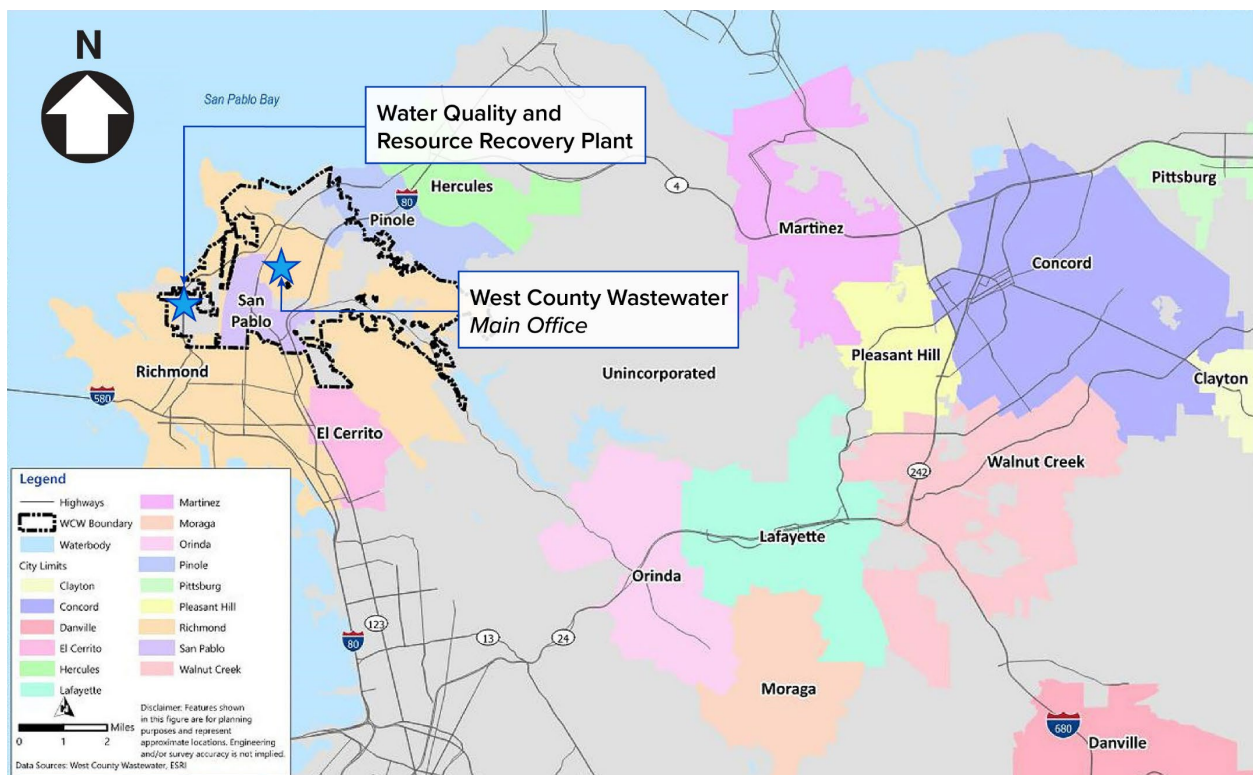 N
San Pablo Bay
Water Quality and
Resource Recovery Plant
Hercules
80
4
Pittsburg
Pinole
Martinez
Concord
West County Wastewater
Main Office
San
Pablo
Pleasant Hill
Unincorporated
Richmond
Clayton
580
El Cerrito
Walnut Creek
242
Lafayette
Orinda
123
13
24
80
Moraga
680
Danville
Legend
Highways
WCW Boundary
Waterbody
City Limits
Clayton
Concord
Danville
El Cerrito
Hercules
Lafayette
Martinez
Moraga
Orinda
Pinole
Pittsburg
Pleasant Hill
Richmond
San Pablo
Walnut Creek
Miles
0 1 2
Disclaimer: Features shown
in this figure are for planning
purposes and represent
approximate locations. Engineering
and/or survey accuracy is not implied.
Data Sources: West County Wastewater, ESRI